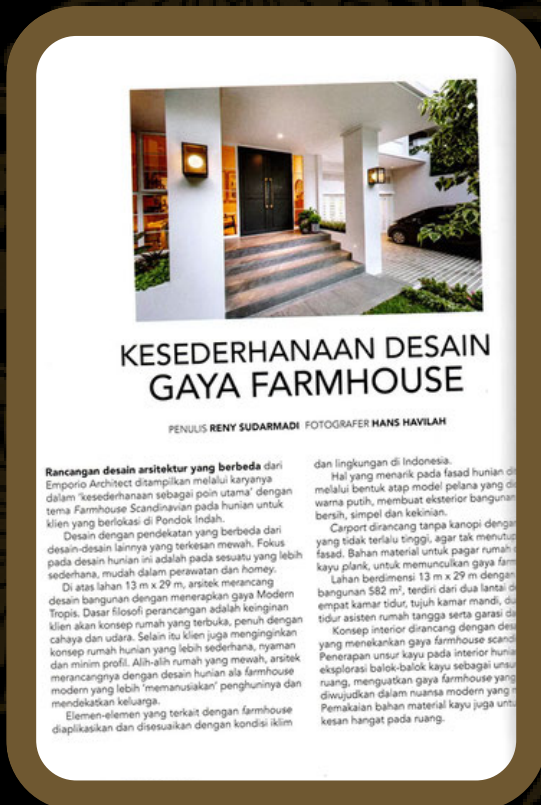 KESEDERHANAAN DESAIN
GAYA FARMHOUSE
PENULIS RENY SUDARMADI FOTOGRAFER HANS HAVILAH
Rancangan desain arsitektur yang berbeda dari
Emporio Architect ditampilkan melalui karyanya
dalam 'kesederhanaan sebagai poin utama' dengan
tema Farmhouse Scandinavian pada hunian untuk
klien yang berlokasi di Pondok Indah.
Desain dengan pendekatan yang berbeda dari
desain-desain lainnya yang terkesan mewah. Fokus
pada desain hunian ini adalah pada sesuatu yang lebih
sederhana, mudah dalam perawatan dan homey.
Di atas lahan 13 m x 29 m, arsitek merancang
desain bangunan dengan menerapkan gaya Modern
Tropis. Dasar filosofi perancangan adalah keinginan
klien akan konsep rumah yang terbuka, penuh dengan
cahaya dan udara. Selain itu klien juga menginginkan
konsep rumah hunian yang lebih sederhana, nyaman
dan minim profil. Alih-alih rumah yang mewah, arsitek
merancangnya dengan desain hunian ala farmhouse
modern yang lebih 'memanusiakan' penghuninya dan
mendekatkan keluarga.
Elemen-elemen yang terkait dengan farmhouse
diaplikasikan dan disesuaikan dengan kondisi iklim
dan lingkungan di Indonesia.
Hal yang menarik pada fasad hunian
melalui bentuk atap model pelana yang
warna putih, membuat eksterior bangunan
bersih, simpel dan kekinian.
Carport dirancang tanpa kanopi dengan
yang tidak terlalu tinggi, agar tak menutup
fasad. Bahan material untuk pagar rumah
kayu plank, untuk memunculkan gaya
Lahan berdimensi 13 m x 29 m dengan
bangunan 582 m², terdiri dari dua lantai
empat kamar tidur, tujuh kamar mandi,
tidur asisten rumah tangga serta garasi
Konsep interior dirancang dengan
yang menekankan gaya farmhouse
Penerapan unsur kayu pada interior
eksplorasi balok-balok kayu sebagai
ruang, menguatkan gaya farmhouse yang
diwujudkan dalam nuansa modern yang
Pemakaian bahan material kayu juga
kesan hangat pada ruang.